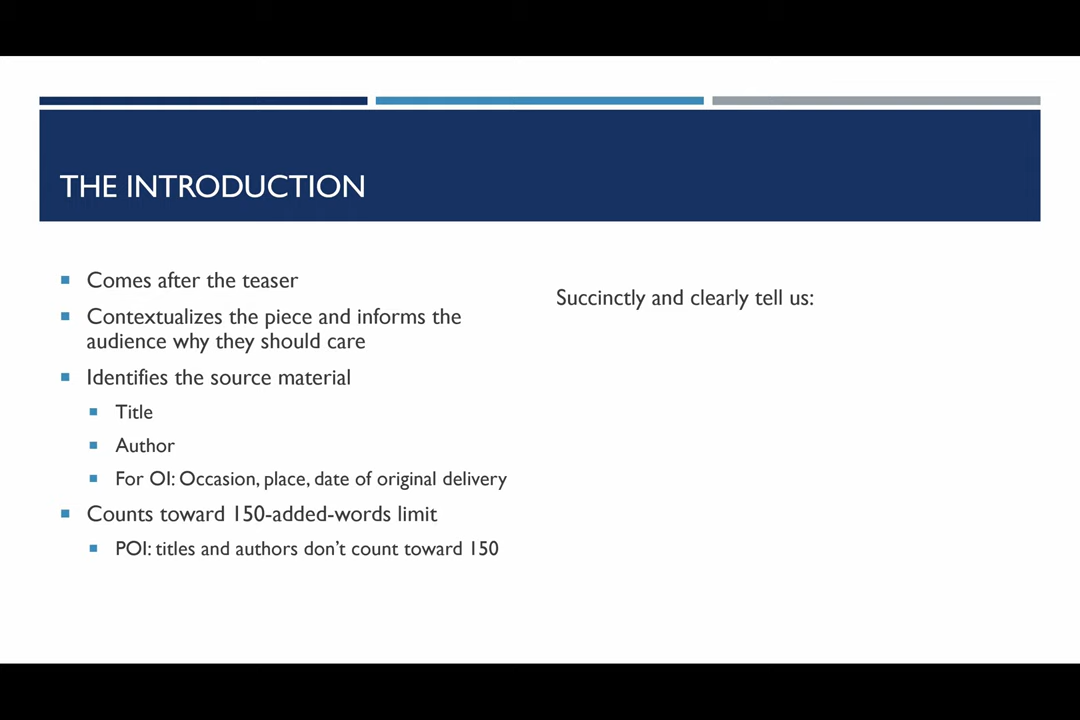 THE INTRODUCTION
Comes after the teaser
Contextualizes the piece and informs the
audience why they should care
Identifies the source material
Title
Author
For OI: Occasion, place, date of original delivery
Counts toward 150-added-words limit
POI: titles and authors don't count toward 150
Succinctly and clearly tell us: